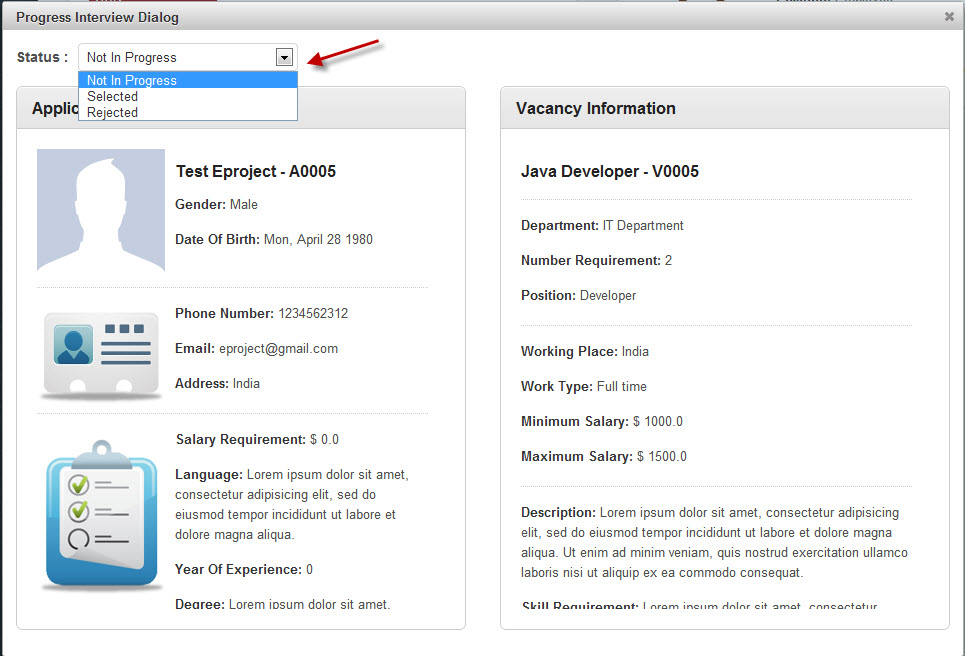 Progress Interview Dialog
Status :
Not In Progress
Not In Progress
Selected
Rejected
Vacancy Information
Test Eproject - A0005
Gender: Male
Date Of Birth: Mon, April 28 1980
Phone Number: 1234562312
Email: eproject@gmail.com
Address: India
Salary Requirement: $ 0.0
Language: Lorem ipsum dolor sit amet,
consectetur adipisicing elit, sed do
eiusmod tempor incididunt ut labore et
dolore magna aliqua.
Year Of Experience: 0
Degree: Lorem ipsum dolor sit amet.
Java Developer - V0005
Department: IT Department
Number Requirement: 2
Position: Developer
Working Place: India
Work Type: Full time
Minimum Salary: $ 1000.0
Maximum Salary: $ 1500.0
Description: Lorem ipsum dolor sit amet, consectetur adipisicing
elit, sed do eiusmod tempor incididunt ut labore et dolore magna
aliqua. Ut enim ad minim veniam, quis nostrud exercitation ullamco
laboris nisi ut aliquip ex ea commodo consequat.
Skill Requirement: Lorem ipsum dolor sit amet, consectetur